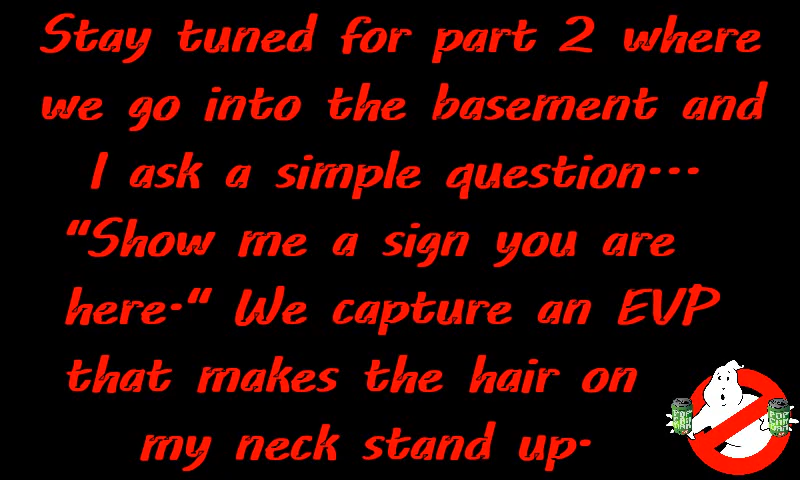 Stay tuned for part 2 where
we go into the basement and
I ask a simple question...
"Show me a sign you are
here." We capture an EVP
that makes the hair on
my neck stand up.